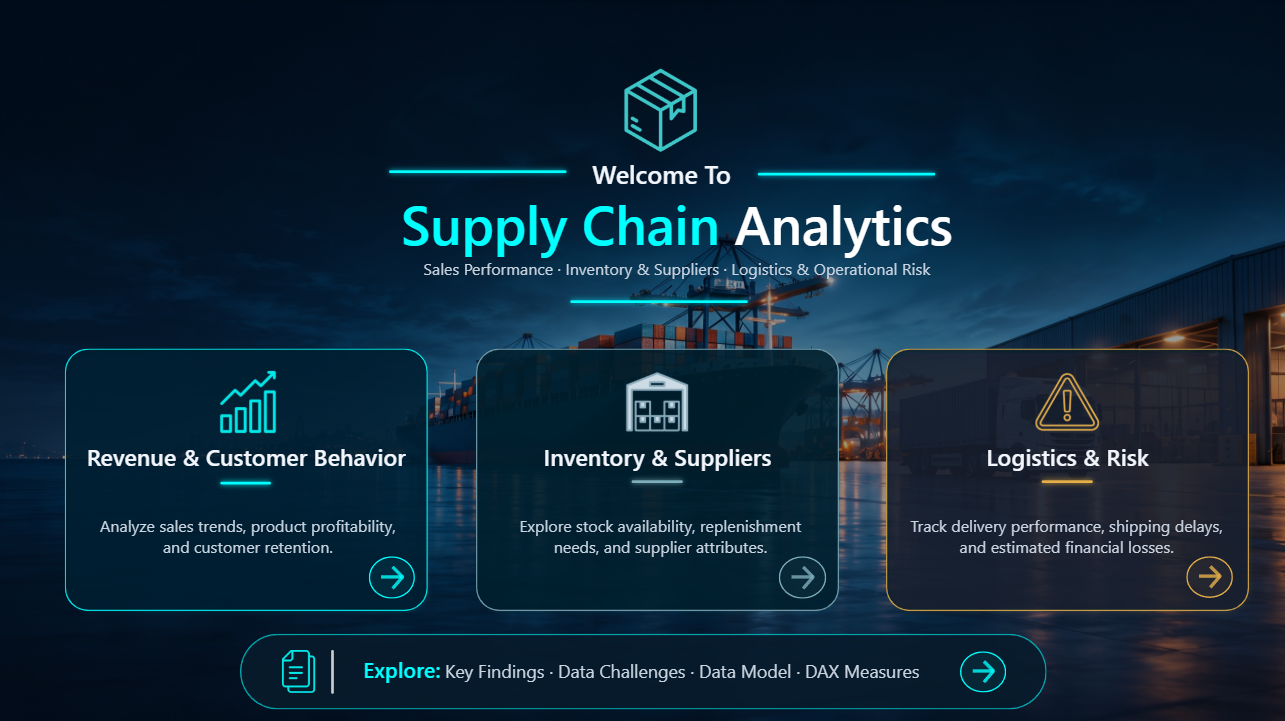 Welcome To
Supply Chain Analytics
Sales Performance · Inventory & Suppliers · Logistics & Operational Risk
Revenue & Customer Behavior
Analyze sales trends, product profitability,
and customer retention.
Inventory & Suppliers
Explore stock availability, replenishment
needs, and supplier attributes.
Logistics & Risk
Track delivery performance, shipping delays,
and estimated financial losses.
Explore: Key Findings · Data Challenges · Data Model · DAX Measures